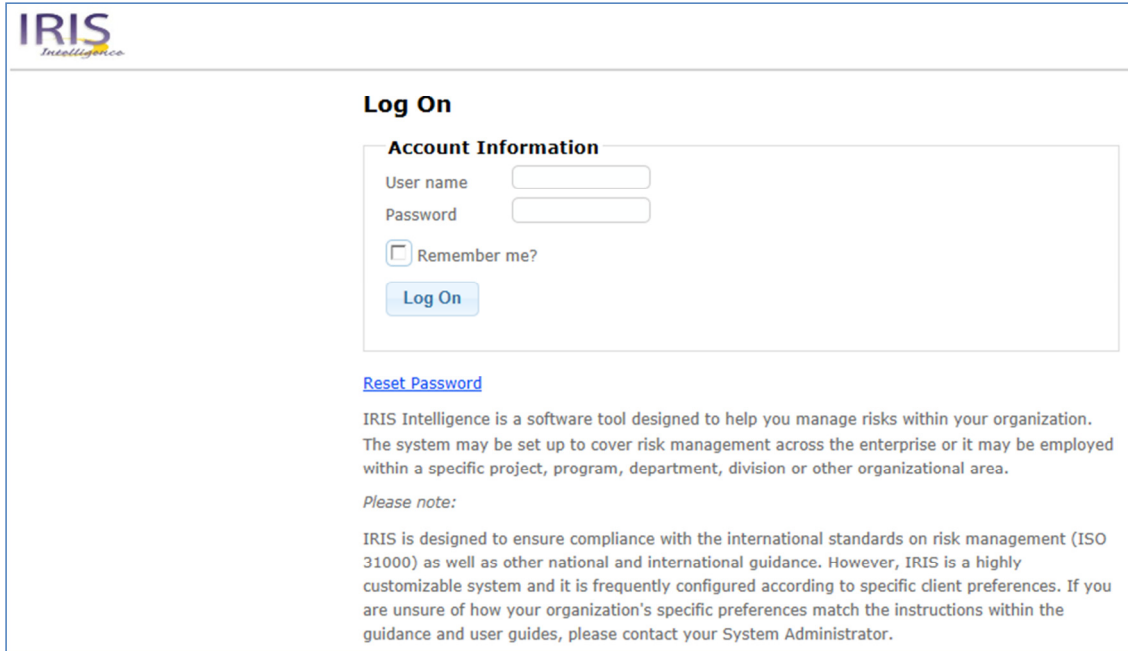 IRIS
Intelligence
Log On
Account Information
User name
Password
Remember me?
Log On
Reset Password
IRIS Intelligence is a software tool designed to help you manage risks within your organization.
The system may be set up to cover risk management across the enterprise or it may be employed
within a specific project, program, department, division or other organizational area.
Please note:
IRIS is designed to ensure compliance with the international standards on risk management (ISO
31000) as well as other national and international guidance. However, IRIS is a highly
customizable system and it is frequently configured according to specific client preferences. If you
are unsure of how your organization's specific preferences match the instructions within the
guidance and user guides, please contact your System Administrator.